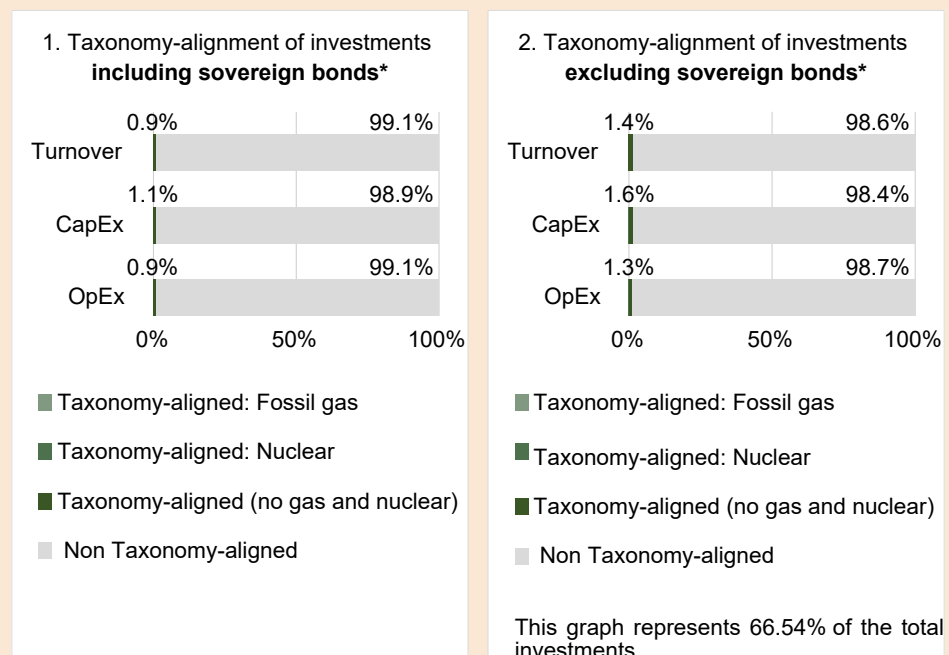 1. Taxonomy-alignment of investments
including sovereign bonds*
0.9% 99.1%
Turnover
1.1% 98.9%
CapEx
0.9% 99.1%
OpEx
0% 50% 100%
Taxonomy-aligned: Fossil gas
Taxonomy-aligned: Nuclear
Taxonomy-aligned (no gas and nuclear)
Non Taxonomy-aligned
2. Taxonomy-alignment of investments
excluding sovereign bonds*
1.4% 98.6%
Turnover
1.6% 98.4%
CapEx
1.3% 98.7%
OpEx
0% 50% 100%
Taxonomy-aligned: Fossil gas
Taxonomy-aligned: Nuclear
Taxonomy-aligned (no gas and nuclear)
Non Taxonomy-aligned
This graph represents 66.54% of the total
investments